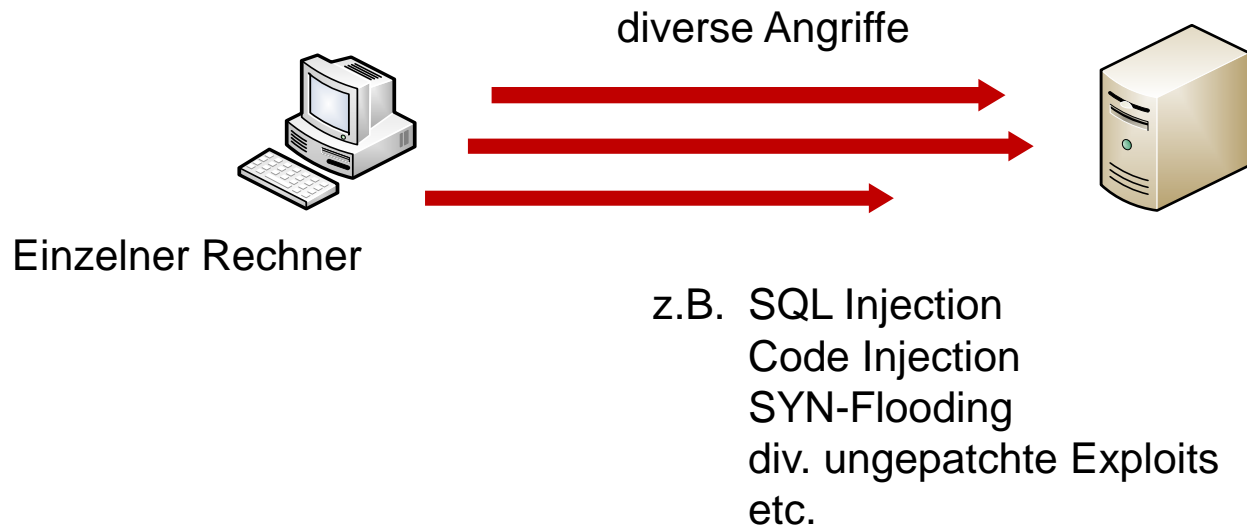 diverse Angriffe
Einzelner Rechner
z.B. SQL Injection
Code Injection
SYN-Flooding
div. ungepatchte Exploits
etc.